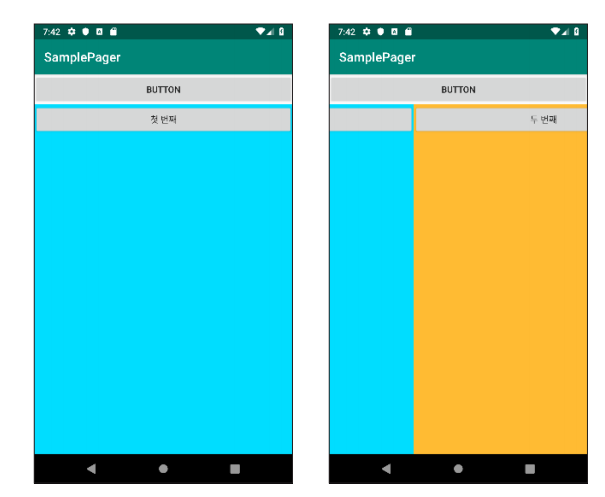 7:42
SamplePager
BUTTON
첫 번째
7:42
SamplePager
BUTTON
두 번째